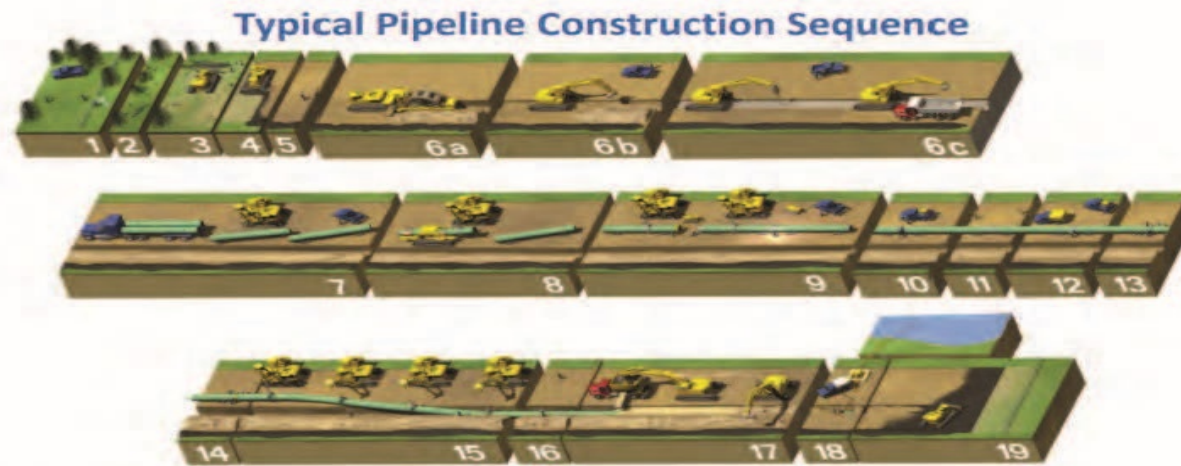 Typical Pipeline Construction Sequence
1 2 3 4 5 6a 6b 6c
7 8 9 10 11 12 13
14 15 16 17 18 19